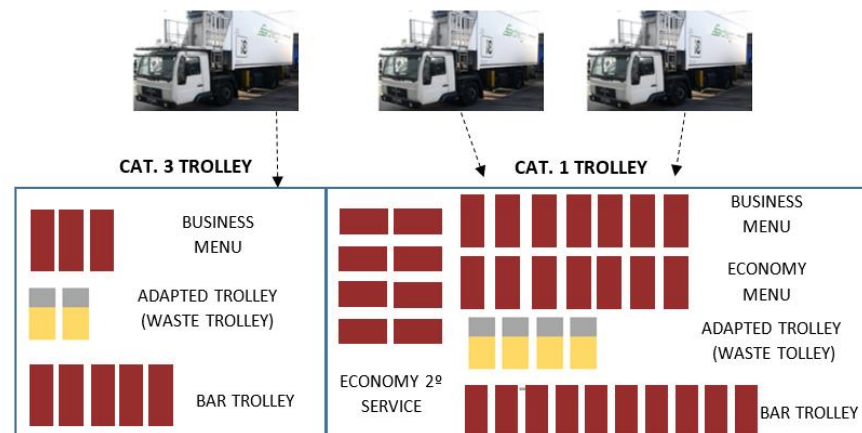 CAT. 3 TROLLEY
CAT. 1 TROLLEY
BUSINESS
MENU
ADAPTED TROLLEY
(WASTE TROLLEY)
BAR TROLLEY
BUSINESS
MENU
ECONOMY
MENU
ADAPTED TROLLEY
(WASTE TOLLEY)
ECONOMY 2º
SERVICE
BAR TROLLEY